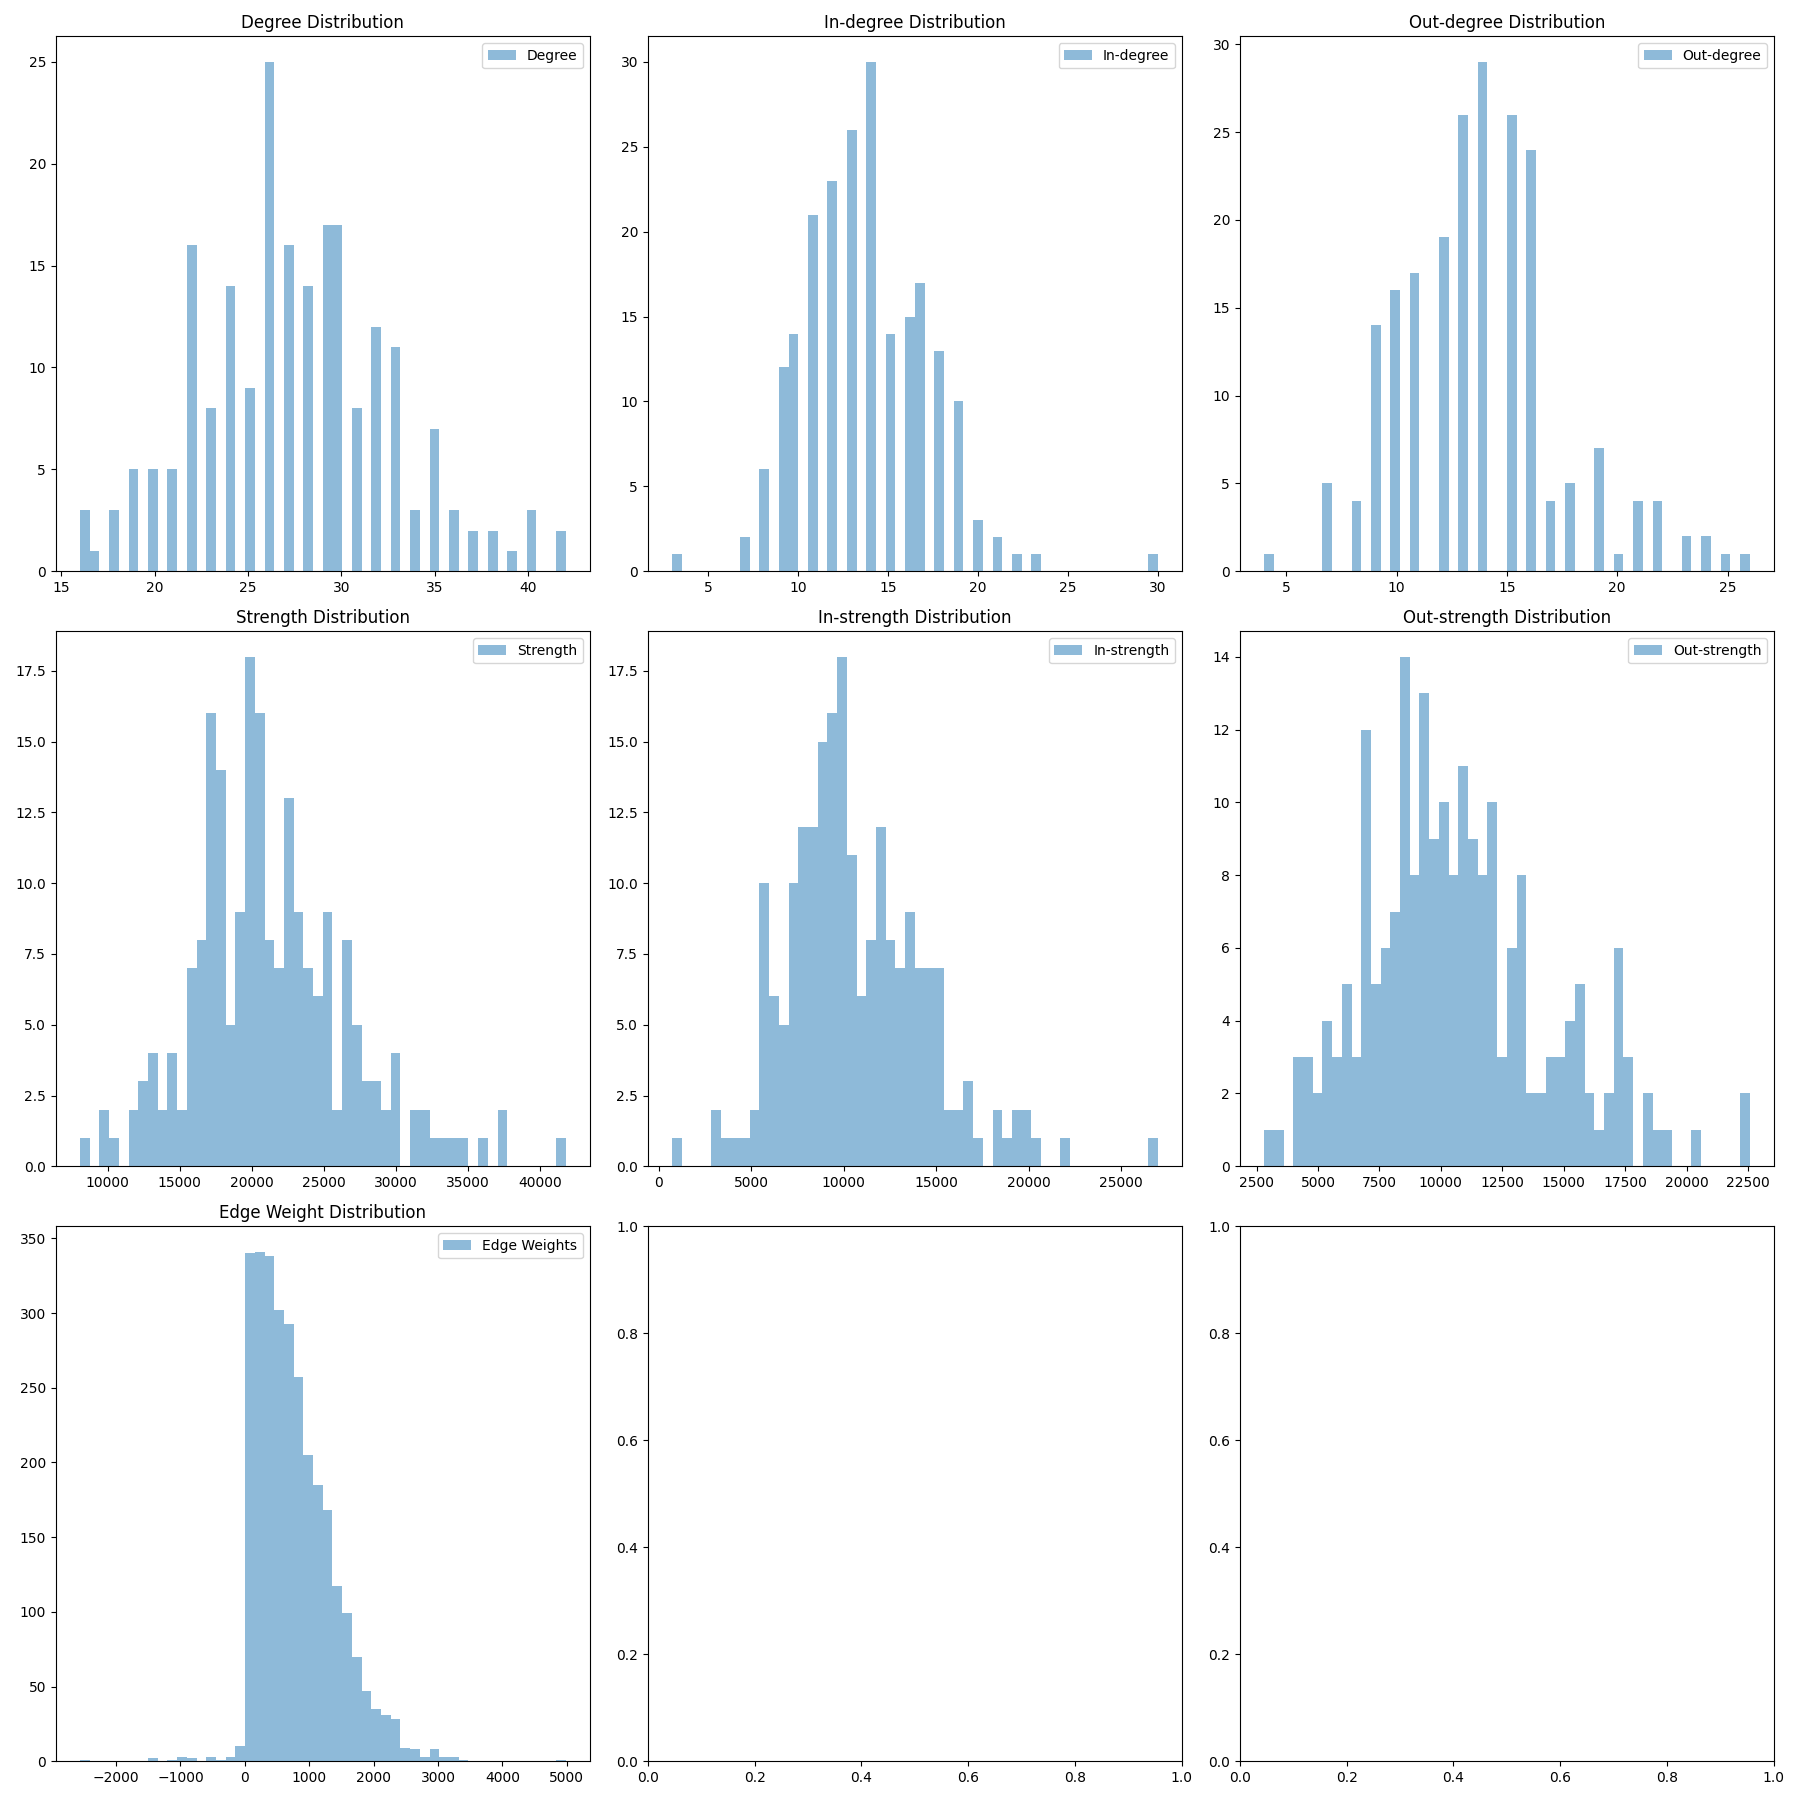 Degree Distribution
Degree
25
20
15
10
5
0
15 20 25 30 35 40
In-degree Distribution
In-degree
30
25
20
15
10
5
0
5 10 15 20 25 30
Out-degree Distribution
Out-degree
30
25
20
15
10
5
0
5 10 15 20 25
Strength Distribution
Strength
17.5
15.0
12.5
10.0
7.5
5.0
2.5
0.0
10000 15000 20000 25000 30000 35000 40000
In-strength Distribution
In-strength
17.5
15.0
12.5
10.0
7.5
5.0
2.5
0.0
0 5000 10000 15000 20000 25000
Out-strength Distribution
Out-strength
14
12
10
8
6
4
2
0
2500 5000 7500 10000 12500 15000 17500 20000 22500
Edge Weight Distribution
Edge Weights
350
300
250
200
150
100
50
0
−2000 −1000 0 1000 2000 3000 4000 5000
1.0
0.8
0.6
0.4
0.2
0.0
0.0 0.2 0.4 0.6 0.8 1.0
1.0
0.8
0.6
0.4
0.2
0.0
0.0 0.2 0.4 0.6 0.8 1.0